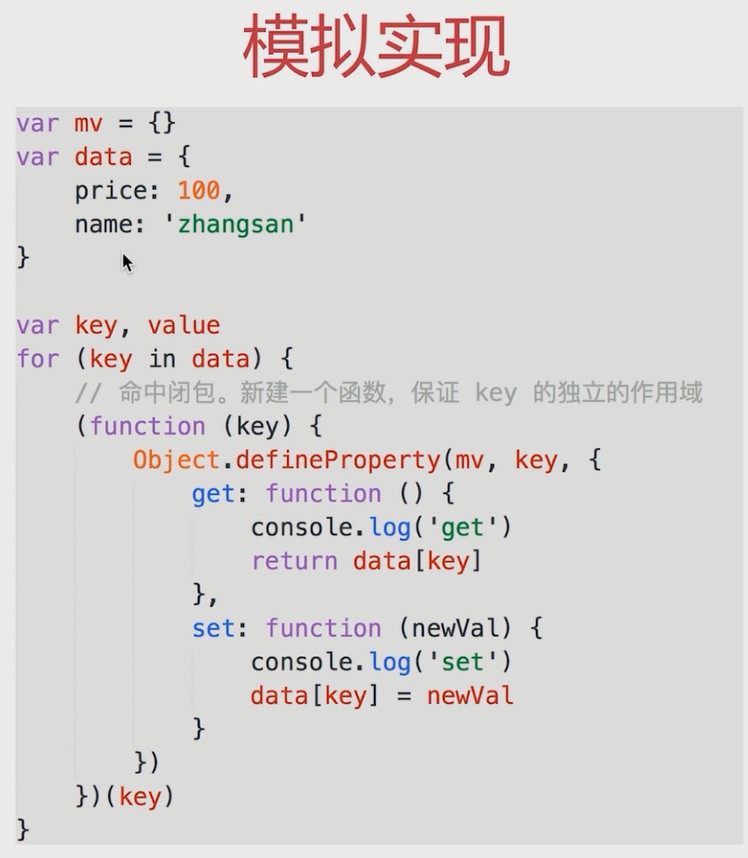 模拟实现
var mv = {}
var data = {
    price: 100,
    name: 'zhangsan'
}

var key, value
for (key in data) {
    // 命中闭包。新建一个函数，保证 key 的独立的作用域
    (function (key) {
        Object.defineProperty(mv, key, {
            get: function () {
                console.log('get')
                return data[key]
            },
            set: function (newVal) {
                console.log('set')
                data[key] = newVal
            }
        })
    })(key)
}